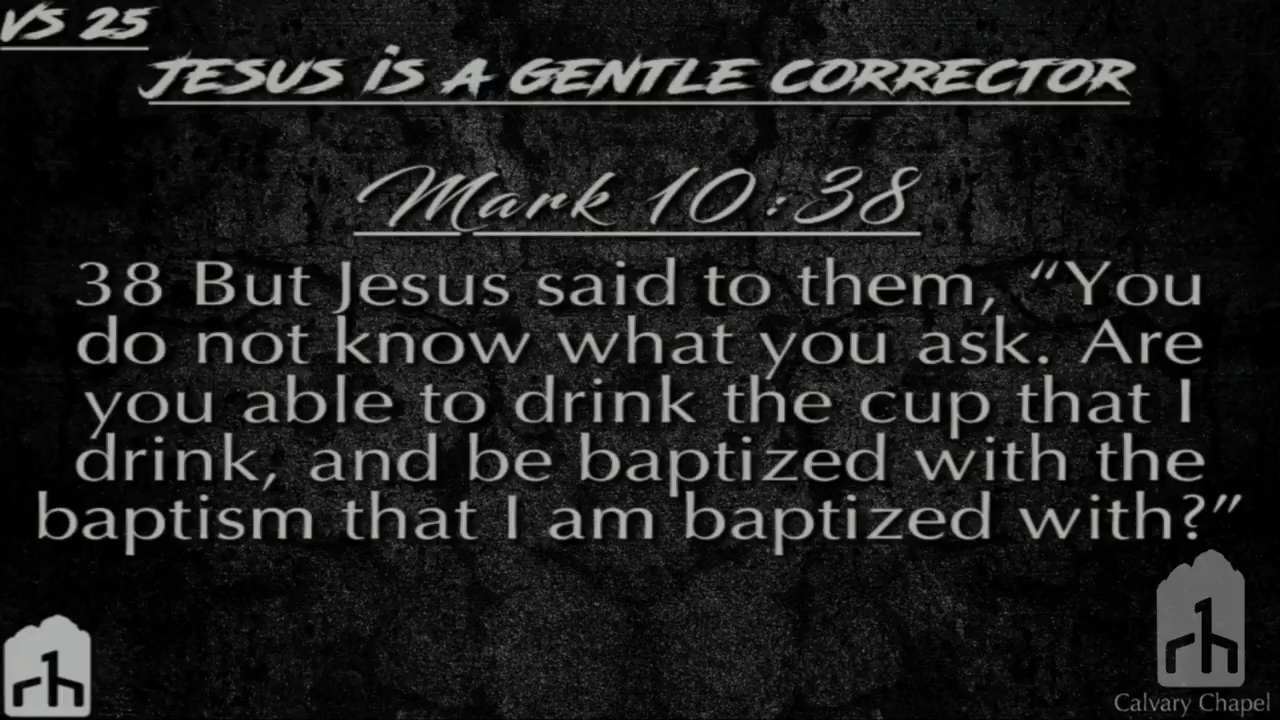 VS 25
JESUS IS A GENTLE CORRECTOR
Mark 10:38
38 But Jesus said to them, “You
do not know what you ask. Are
you able to drink the cup that I
drink, and be baptized with the
baptism that I am baptized with?”
Calvary Chapel